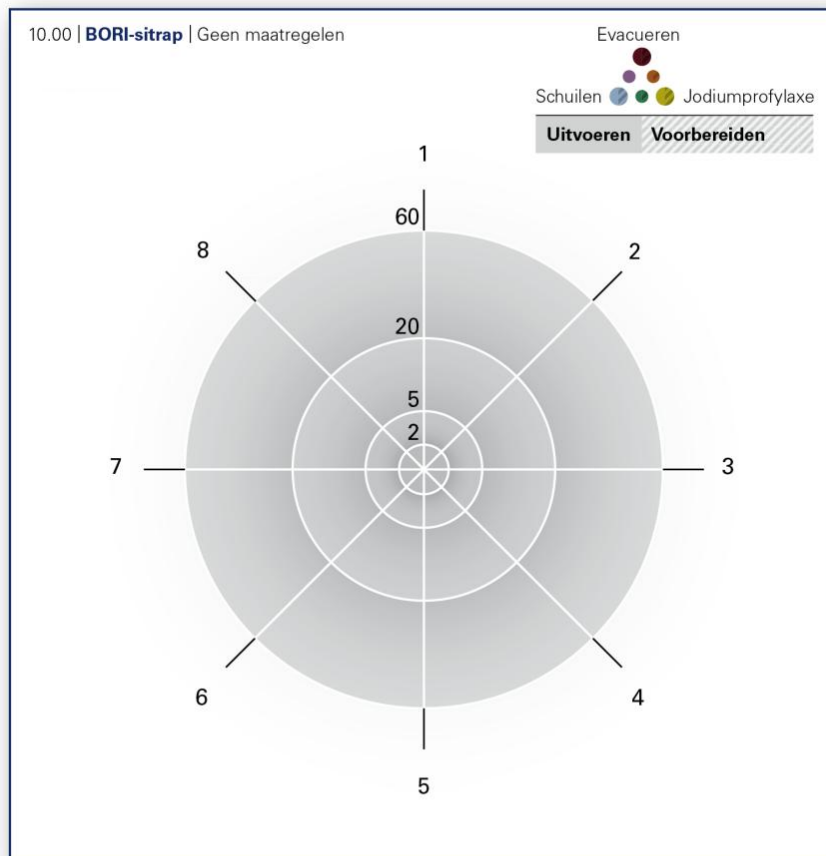 10.00 | BORI-sitrap | Geen maatregelen
Evacueren
Schuilen Jodiumprofylaxe
Uitvoeren Voorbereiden
1
60
8 2
20
5
2
7 3
6 4
5